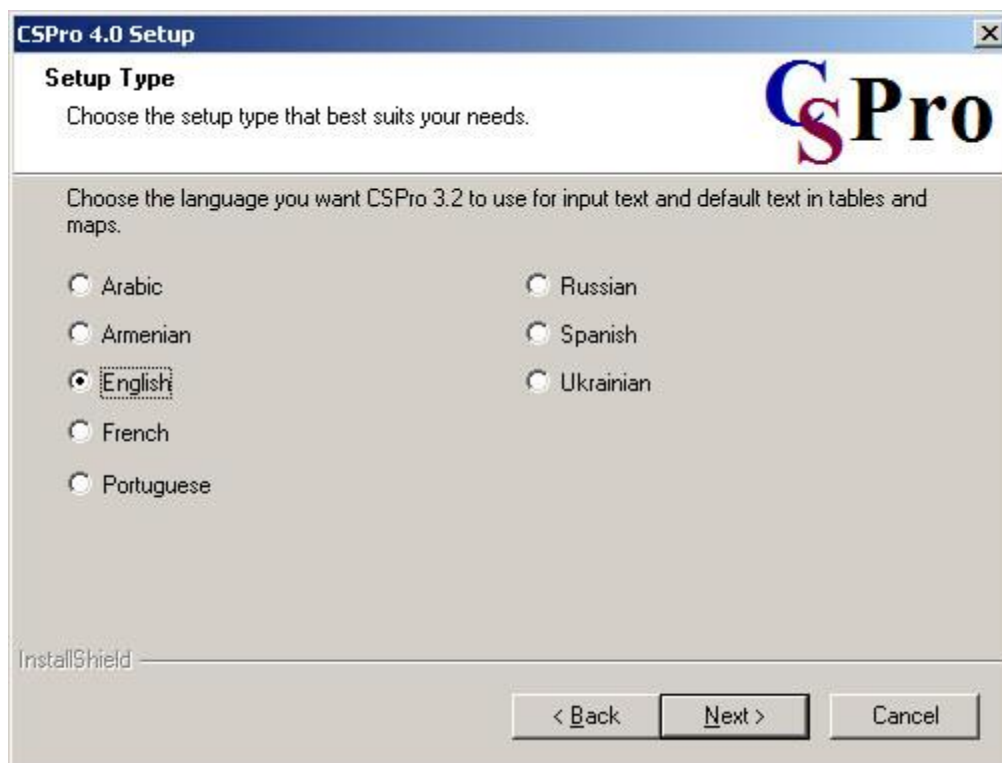 CSPro 4.0 Setup
Setup Type
Choose the setup type that best suits your needs.
CSPro
Choose the language you want CSPro 3.2 to use for input text and default text in tables and
maps.
Arabic
Armenian
English
French
Portuguese
Russian
Spanish
Ukrainian
InstallShield
< Back
Next >
Cancel